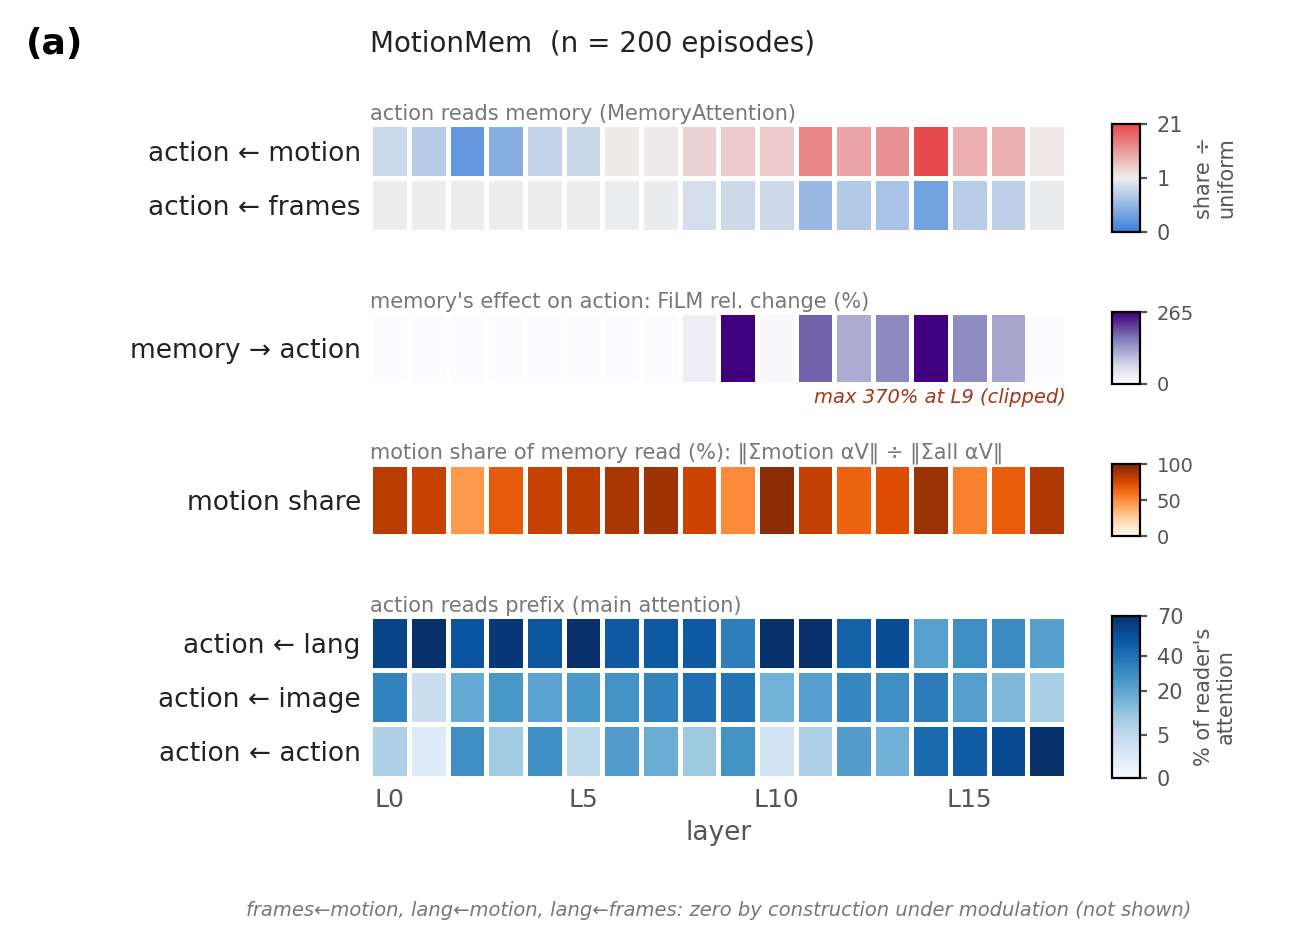 (a)
MotionMem (n = 200 episodes)
action reads memory (MemoryAttention)
action ← motion
action ← frames
21
1
0
share ÷
uniform
memory's effect on action: FiLM rel. change (%)
memory → action
265
0
max 370% at L9 (clipped)
motion share of memory read (%): ‖Σmotion αV‖ ÷ ‖Σall αV‖
motion share
100
50
0
action reads prefix (main attention)
action ← lang
action ← image
action ← action
70
40
20
5
0
% of reader's
attention
L0 L5 L10 L15
layer
frames←motion, lang←motion, lang←frames: zero by construction under modulation (not shown)